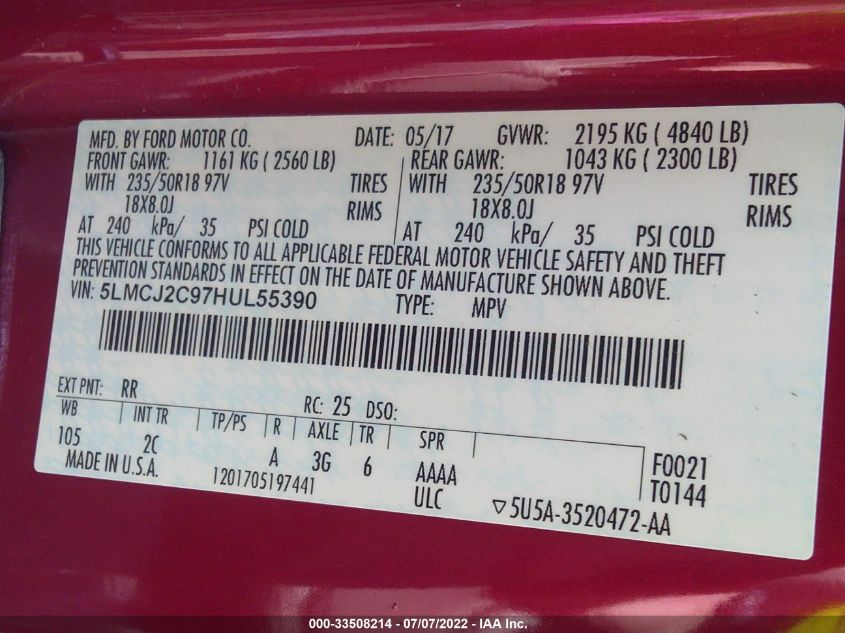 MFD. BY FORD MOTOR CO. DATE: 05/17 GVWR: 2195 KG ( 4840 LB)
FRONT GAWR: 1161 KG ( 2560 LB) REAR GAWR: 1043 KG ( 2300 LB)
WITH 235/50R18 97V TIRES WITH 235/50R18 97V TIRES
18X8.0J RIMS 18X8.0J RIMS
AT 240 kPa/ 35 PSI COLD AT 240 kPa/ 35 PSI COLD
THIS VEHICLE CONFORMS TO ALL APPLICABLE FEDERAL MOTOR VEHICLE SAFETY AND THEFT
PREVENTION STANDARDS IN EFFECT ON THE DATE OF MANUFACTURE SHOWN ABOVE.
VIN: 5LMCJ2C97HUL55390 TYPE: MPV
EXT PNT: RR RC: 25 DSO:
WB INT TR TP/PS R AXLE TR SPR
105 2C A 3G 6 AAAA F0021
MADE IN U.S.A. 1201705197441 ULC T0144
▽5U5A-3520472-AA
000-33508214 - 07/07/2022 - IAA Inc.